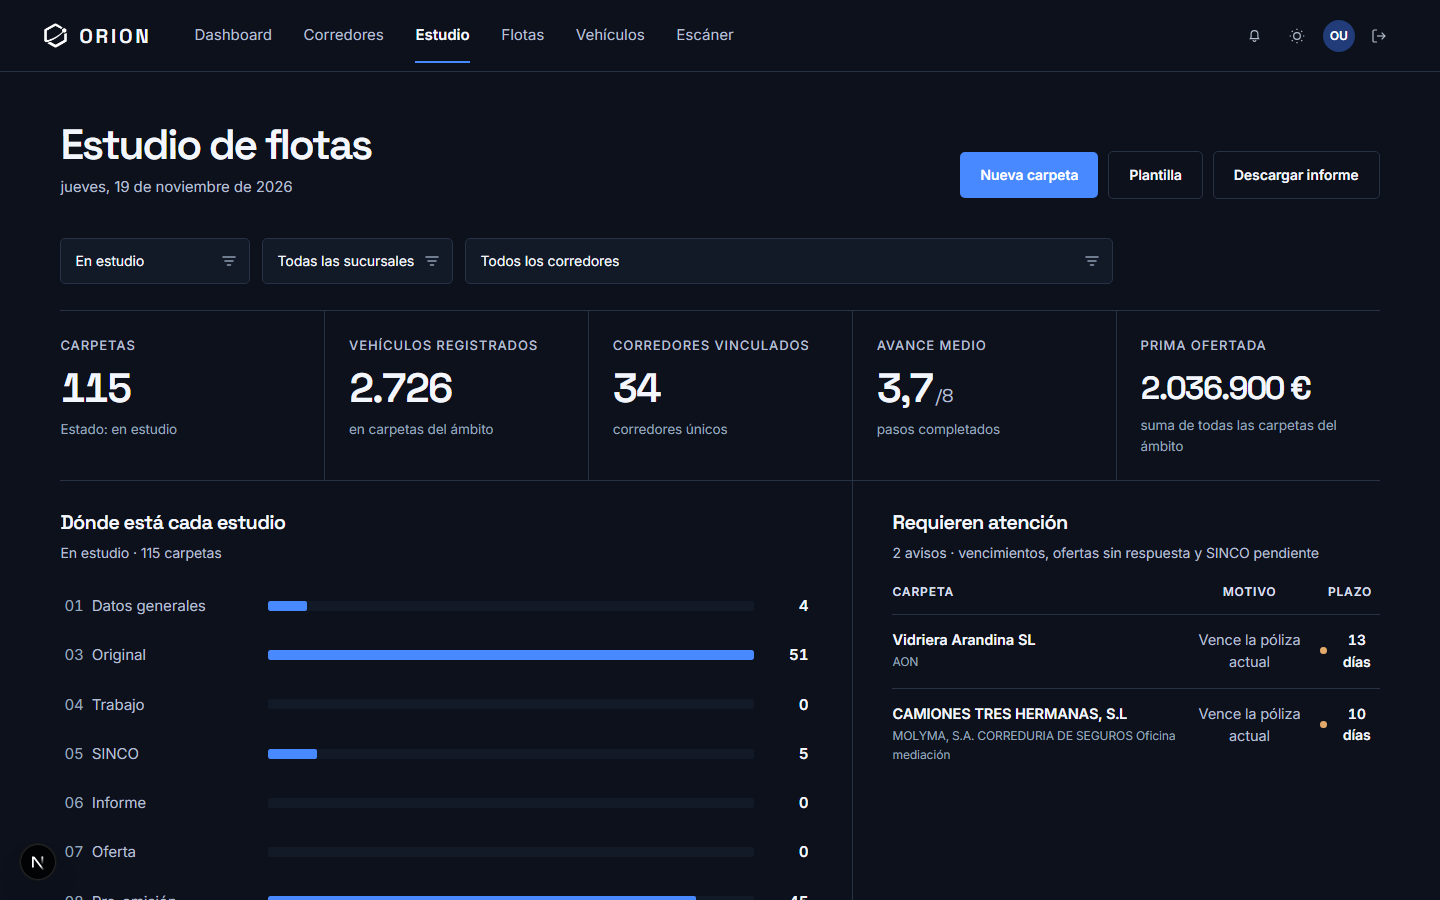 ORION
Dashboard
Corredores
Estudio
Flotas
Vehículos
Escáner
OU
Estudio de flotas
jueves, 19 de noviembre de 2026
Nueva carpeta
Plantilla
Descargar informe
En estudio
Todas las sucursales
Todos los corredores
CARPETAS
115
Estado: en estudio
VEHÍCULOS REGISTRADOS
2.726
en carpetas del ámbito
CORREDORES VINCULADOS
34
corredores únicos
AVANCE MEDIO
3,7 /8
pasos completados
PRIMA OFERTADA
2.036.900 €
suma de todas las carpetas del
ámbito
Dónde está cada estudio
En estudio · 115 carpetas
01 Datos generales 4
03 Original 51
04 Trabajo 0
05 SINCO 5
06 Informe 0
07 Oferta 0
Requieren atención
2 avisos · vencimientos, ofertas sin respuesta y SINCO pendiente
CARPETA MOTIVO PLAZO
Vidriera Arandina SL
AON
Vence la póliza
actual
13
días
CAMIONES TRES HERMANAS, S.L
MOLYMA, S.A. CORREDURIA DE SEGUROS Oficina
mediación
Vence la póliza
actual
10
días
N